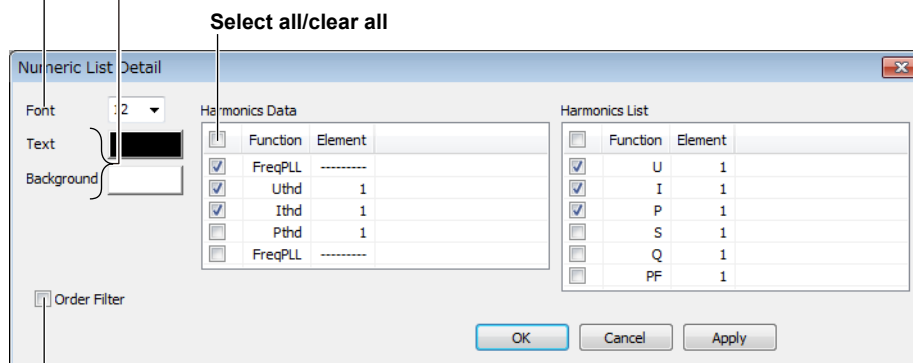 Select all/clear all
Numeric List Detail
Font
Harmonics Data
Harmonics List
Text
Background
Function Element
FreqPLL ---------
Uthd 1
Ithd 1
Pthd 1
FreqPLL ---------
Function Element
U 1
I 1
P 1
S 1
Q 1
PF 1
Order Filter
OK Cancel Apply